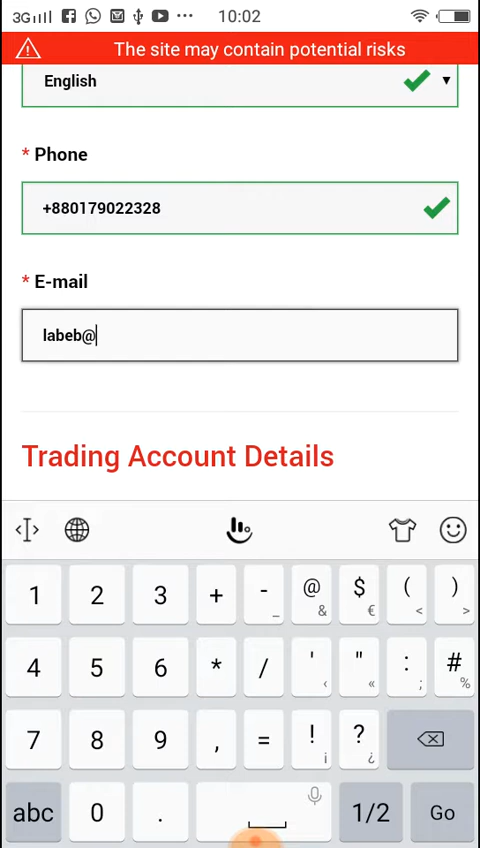 3G 10:02
The site may contain potential risks
English
* Phone
+880179022328
* E-mail
labeb@
Trading Account Details
1 2 3 + - _ @ & $ € ( < ) >
4 5 6 * / ' ‹ " « : ; # %
7 8 9 , = ! ¡ ? ¿
abc 0 . 1/2 Go